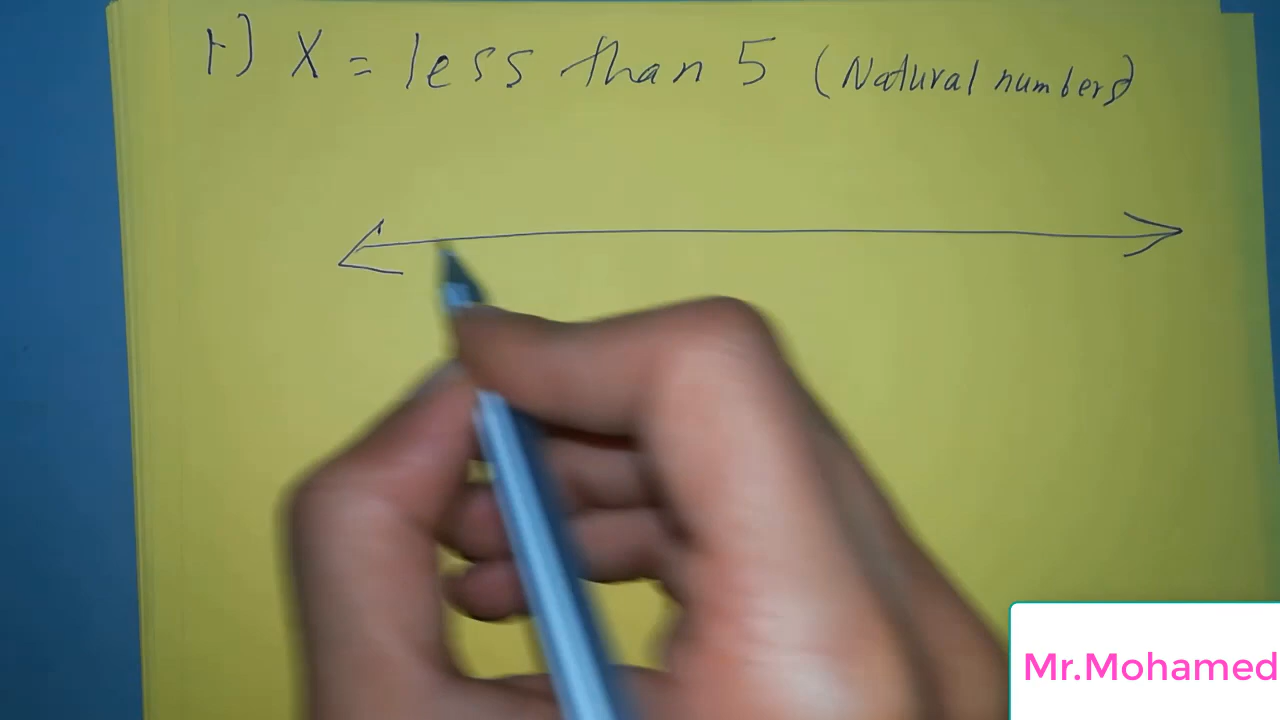 1) X = less than 5 (Natural numbers)
Mr.Mohamed